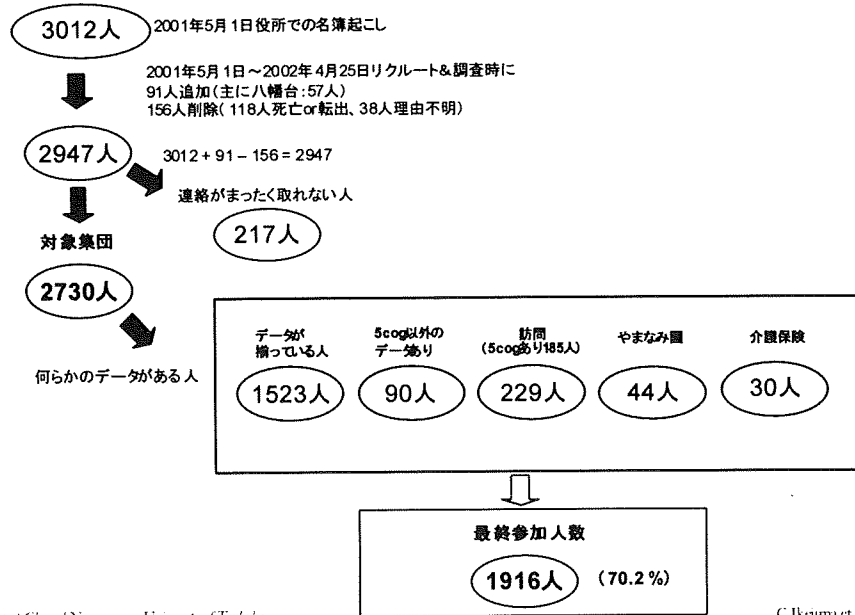 3012人
2001年5月1日役所での名簿起こし
2001年5月1日～2002年4月25日リクルート&調査時に
91人追加(主に八幡台:57人)
156人削除( 118人死亡or転出、38人理由不明)
2947人
3012 + 91 – 156 = 2947
連絡がまったく取れない人
217人
対象集団
2730人
何らかのデータがある人
データが
揃っている人
1523人
5cog以外の
データあり
90人
訪問
(5cogあり185人)
229人
やまなみ園
44人
介護保険
30人
最終参加人数
1916人 (70.2 %)